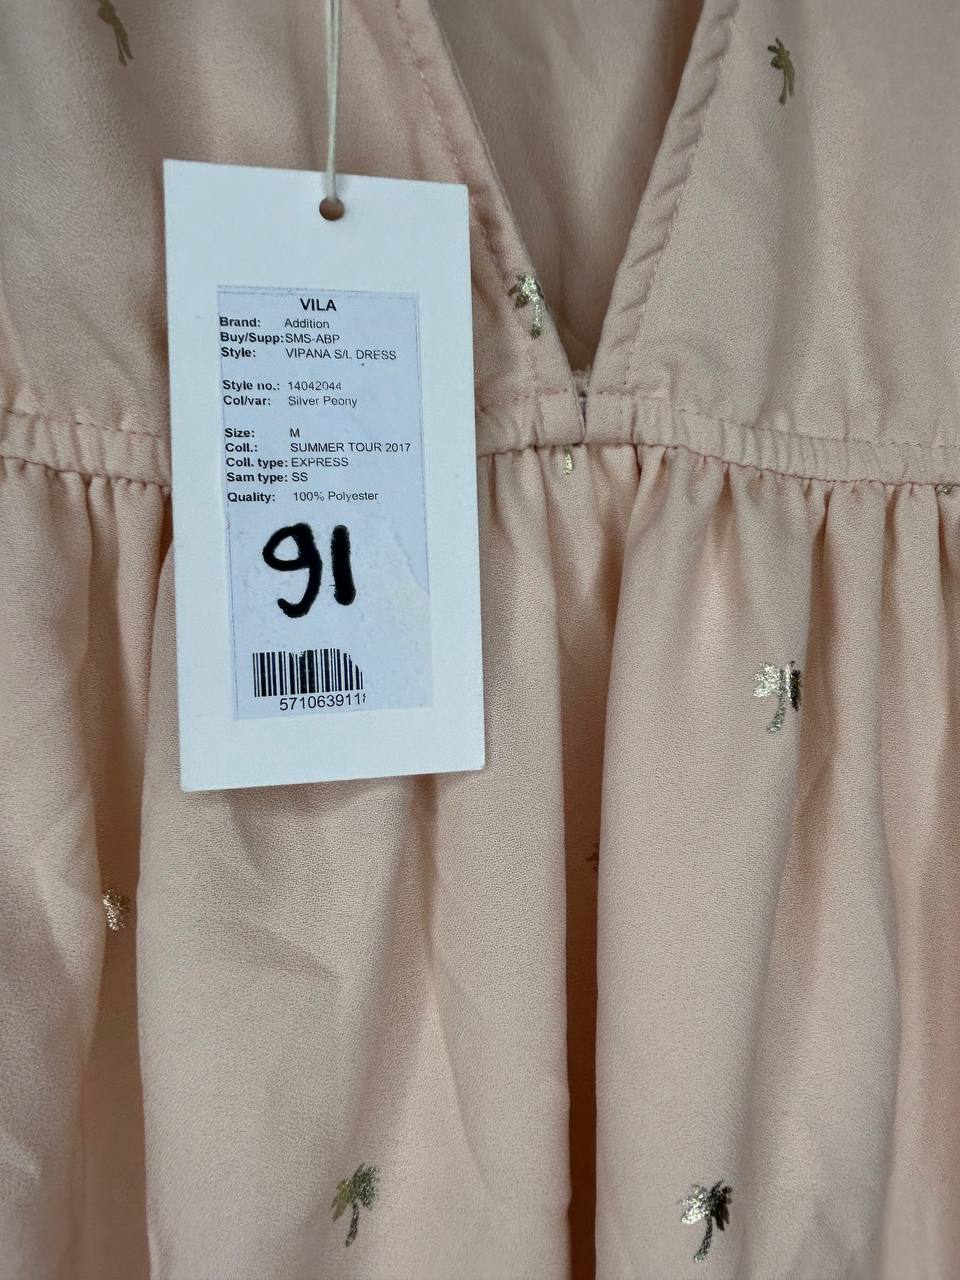 VILA
Brand: Addition
Buy/Supp: SMS-ABP
Style: VIPANA S/L DRESS
Style no.: 14042044
Col/var: Silver Peony
Size: M
Coll.: SUMMER TOUR 2017
Coll. type: EXPRESS
Sam type: SS
Quality: 100% Polyester
91
571063911